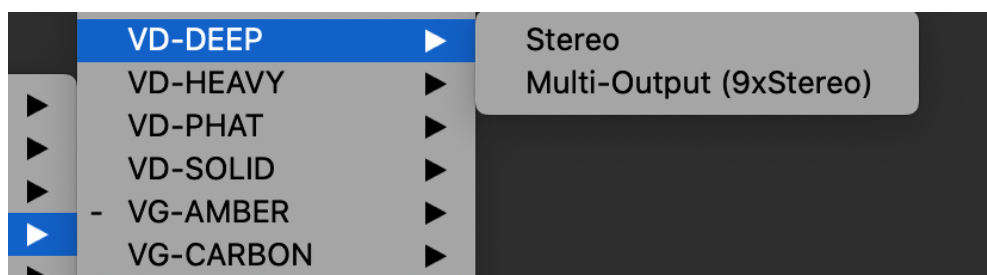 VD-DEEP
VD-HEAVY
VD-PHAT
VD-SOLID
- VG-AMBER
VG-CARBON
Stereo
Multi-Output (9xStereo)